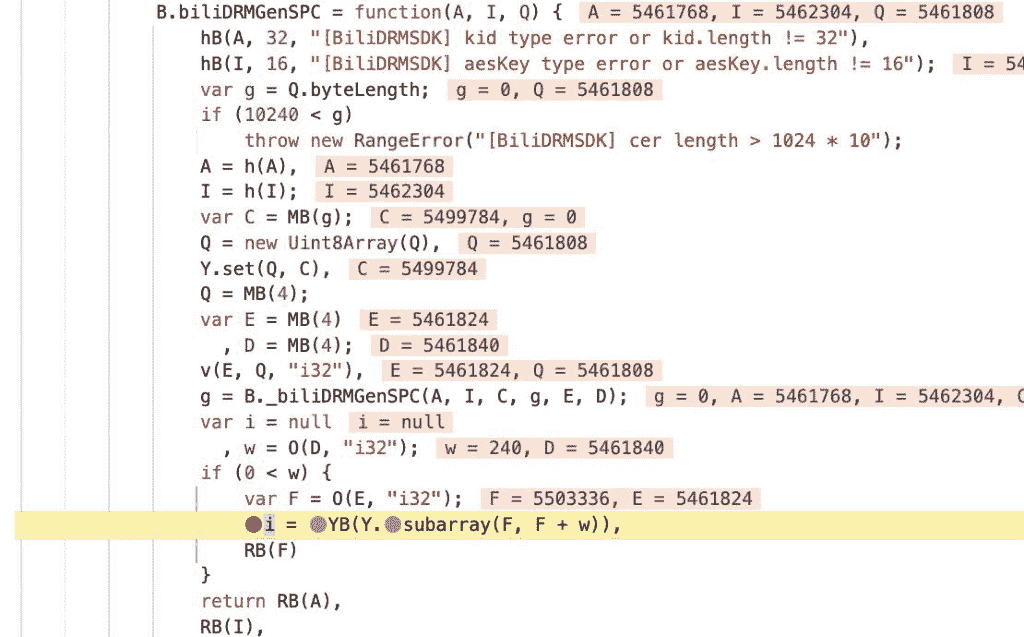 B.biliDRMGenSPC = function(A, I, Q) { A = 5461768, I = 5462304, Q = 5461808
hB(A, 32, "[BiliDRMSDK] kid type error or kid.length != 32"),
hB(I, 16, "[BiliDRMSDK] aesKey type error or aesKey.length != 16"); I = 54
var g = Q.byteLength; g = 0, Q = 5461808
if (10240 < g)
throw new RangeError("[BiliDRMSDK] cer length > 1024 * 10");
A = h(A), A = 5461768
I = h(I); I = 5462304
var C = MB(g); C = 5499784, g = 0
Q = new Uint8Array(Q), Q = 5461808
Y.set(Q, C), C = 5499784
Q = MB(4);
var E = MB(4) E = 5461824
, D = MB(4); D = 5461840
v(E, Q, "i32"), E = 5461824, Q = 5461808
g = B._biliDRMGenSPC(A, I, C, g, E, D); g = 0, A = 5461768, I = 5462304, C
var i = null i = null
, w = O(D, "i32"); w = 240, D = 5461840
if (0 < w) {
var F = O(E, "i32"); F = 5503336, E = 5461824
i = YB(Y.subarray(F, F + w)),
RB(F)
}
return RB(A),
RB(I),